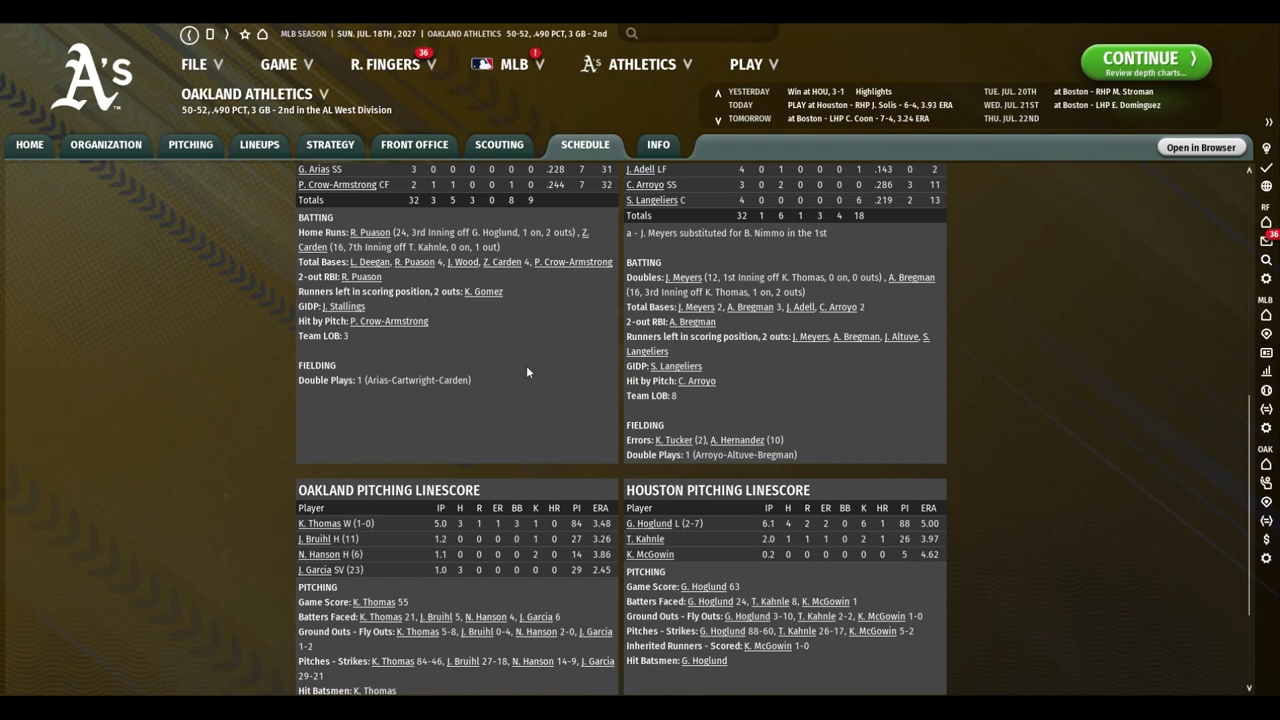 MLB SEASON | SUN. JUL. 18TH , 2027 | OAKLAND ATHLETICS 50-52, .490 PCT, 3 GB - 2nd
A's
FILE GAME R. FINGERS 36 MLB ! A's ATHLETICS PLAY
CONTINUE
Review depth charts...
OAKLAND ATHLETICS
50-52, .490 PCT, 3 GB - 2nd in the AL West Division
YESTERDAY Win at HOU, 3-1 Highlights TUE. JUL. 20TH at Boston - RHP M. Stroman
TODAY PLAY at Houston - RHP J. Solis - 6-4, 3.93 ERA WED. JUL. 21ST at Boston - LHP E. Dominguez
TOMORROW at Boston - LHP C. Coon - 7-4, 3.24 ERA THU. JUL. 22ND
HOME ORGANIZATION PITCHING LINEUPS STRATEGY FRONT OFFICE SCOUTING SCHEDULE INFO Open in Browser
G. Arias SS 3 0 0 0 0 0 0 .228 7 31
P. Crow-Armstrong CF 2 1 1 0 0 1 0 .244 7 32
Totals 32 3 5 3 0 8 9
BATTING
Home Runs: R. Puason (24, 3rd Inning off G. Hoglund, 1 on, 2 outs) , Z.
Carden (16, 7th Inning off T. Kahnle, 0 on, 1 out)
Total Bases: L. Deegan, R. Puason 4, J. Wood, Z. Carden 4, P. Crow-Armstrong
2-out RBI: R. Puason
Runners left in scoring position, 2 outs: K. Gomez
GIDP: J. Stallings
Hit by Pitch: P. Crow-Armstrong
Team LOB: 3
FIELDING
Double Plays: 1 (Arias-Cartwright-Carden)
J. Adell LF 4 0 1 0 0 0 1 .143 0 2
C. Arroyo SS 3 0 2 0 0 0 0 .286 3 11
S. Langeliers C 4 0 0 0 0 0 6 .219 2 13
Totals 32 1 6 1 3 4 18
a - J. Meyers substituted for B. Nimmo in the 1st
BATTING
Doubles: J. Meyers (12, 1st Inning off K. Thomas, 0 on, 0 outs) , A. Bregman
(16, 3rd Inning off K. Thomas, 1 on, 2 outs)
Total Bases: J. Meyers 2, A. Bregman 3, J. Adell, C. Arroyo 2
2-out RBI: A. Bregman
Runners left in scoring position, 2 outs: J. Meyers, A. Bregman, J. Altuve, S.
Langeliers
GIDP: S. Langeliers
Hit by Pitch: C. Arroyo
Team LOB: 8
FIELDING
Errors: K. Tucker (2), A. Hernandez (10)
Double Plays: 1 (Arroyo-Altuve-Bregman)
OAKLAND PITCHING LINESCORE
Player IP H R ER BB K HR PI ERA
K. Thomas W (1-0) 5.0 3 1 1 3 1 0 84 3.48
J. Bruihl H (11) 1.2 0 0 0 0 1 0 27 3.26
N. Hanson H (6) 1.1 0 0 0 0 2 0 14 3.86
J. Garcia SV (23) 1.0 3 0 0 0 0 0 29 2.45
PITCHING
Game Score: K. Thomas 55
Batters Faced: K. Thomas 21, J. Bruihl 5, N. Hanson 4, J. Garcia 6
Ground Outs - Fly Outs: K. Thomas 5-8, J. Bruihl 0-4, N. Hanson 2-0, J. Garcia
1-2
Pitches - Strikes: K. Thomas 84-46, J. Bruihl 27-18, N. Hanson 14-9, J. Garcia
29-21
Hit Batsmen: K. Thomas
HOUSTON PITCHING LINESCORE
Player IP H R ER BB K HR PI ERA
G. Hoglund L (2-7) 6.1 4 2 2 0 6 1 88 5.00
T. Kahnle 2.0 1 1 1 0 2 1 26 3.97
K. McGowin 0.2 0 0 0 0 0 0 5 4.62
PITCHING
Game Score: G. Hoglund 63
Batters Faced: G. Hoglund 24, T. Kahnle 8, K. McGowin 1
Ground Outs - Fly Outs: G. Hoglund 3-10, T. Kahnle 2-2, K. McGowin 1-0
Pitches - Strikes: G. Hoglund 88-60, T. Kahnle 26-17, K. McGowin 5-2
Inherited Runners - Scored: K. McGowin 1-0
Hit Batsmen: G. Hoglund
RF
36
MLB
OAK